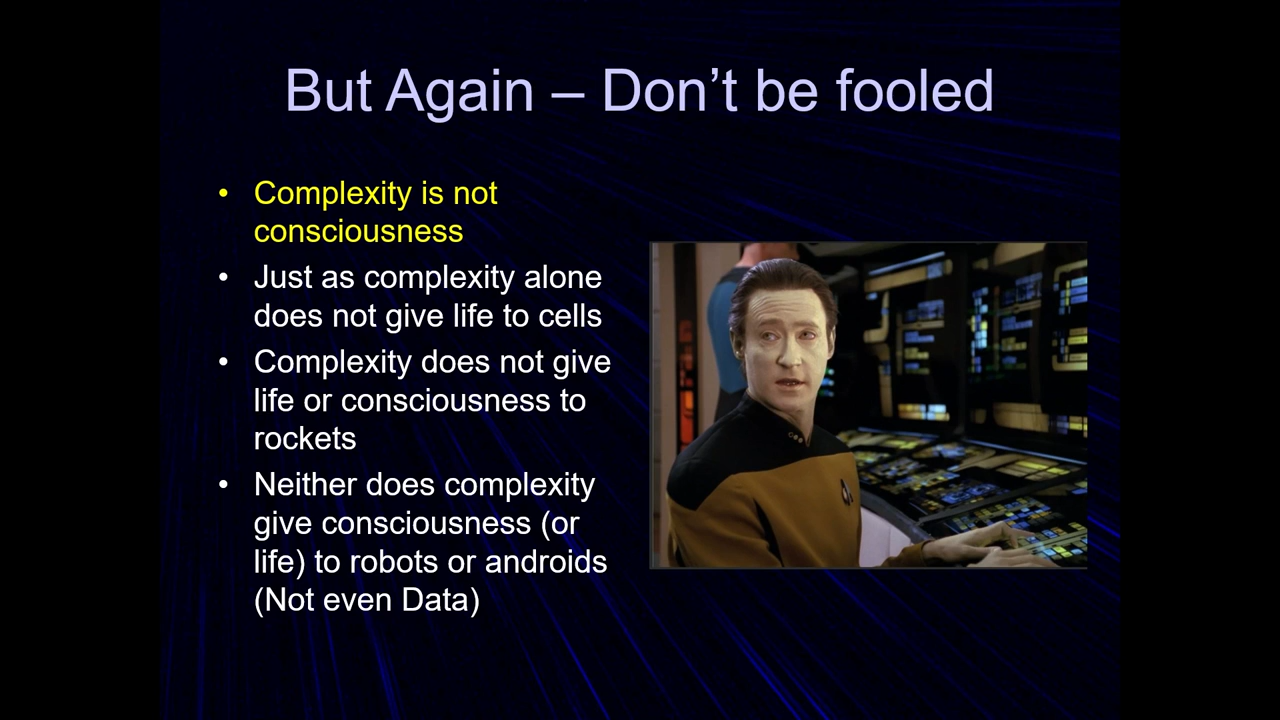 But Again – Don’t be fooled
• Complexity is not
consciousness
• Just as complexity alone
does not give life to cells
• Complexity does not give
life or consciousness to
rockets
• Neither does complexity
give consciousness (or
life) to robots or androids
(Not even Data)